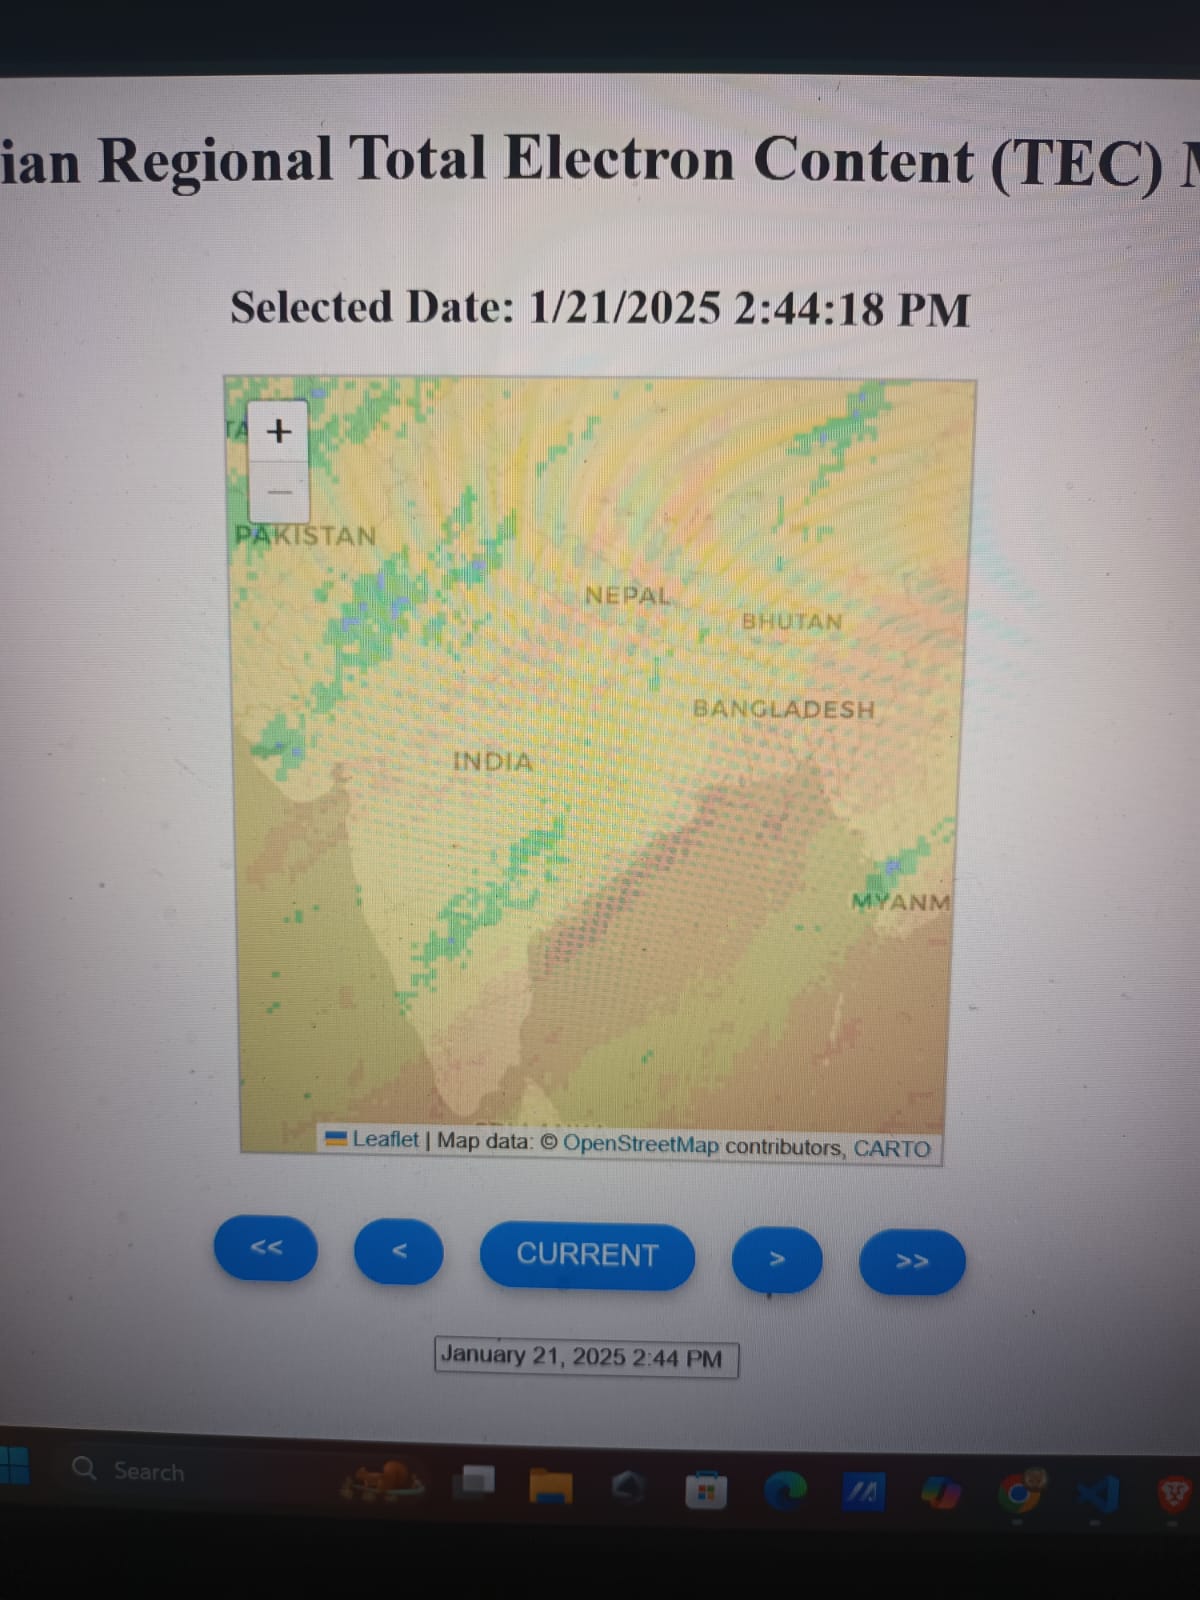 ian Regional Total Electron Content (TEC)
Selected Date: 1/21/2025 2:44:18 PM
+
−
PAKISTAN
NEPAL
BHUTAN
BANGLADESH
INDIA
MYANM
Leaflet | Map data: © OpenStreetMap contributors, CARTO
<< < CURRENT > >>
January 21, 2025 2:44 PM
Search